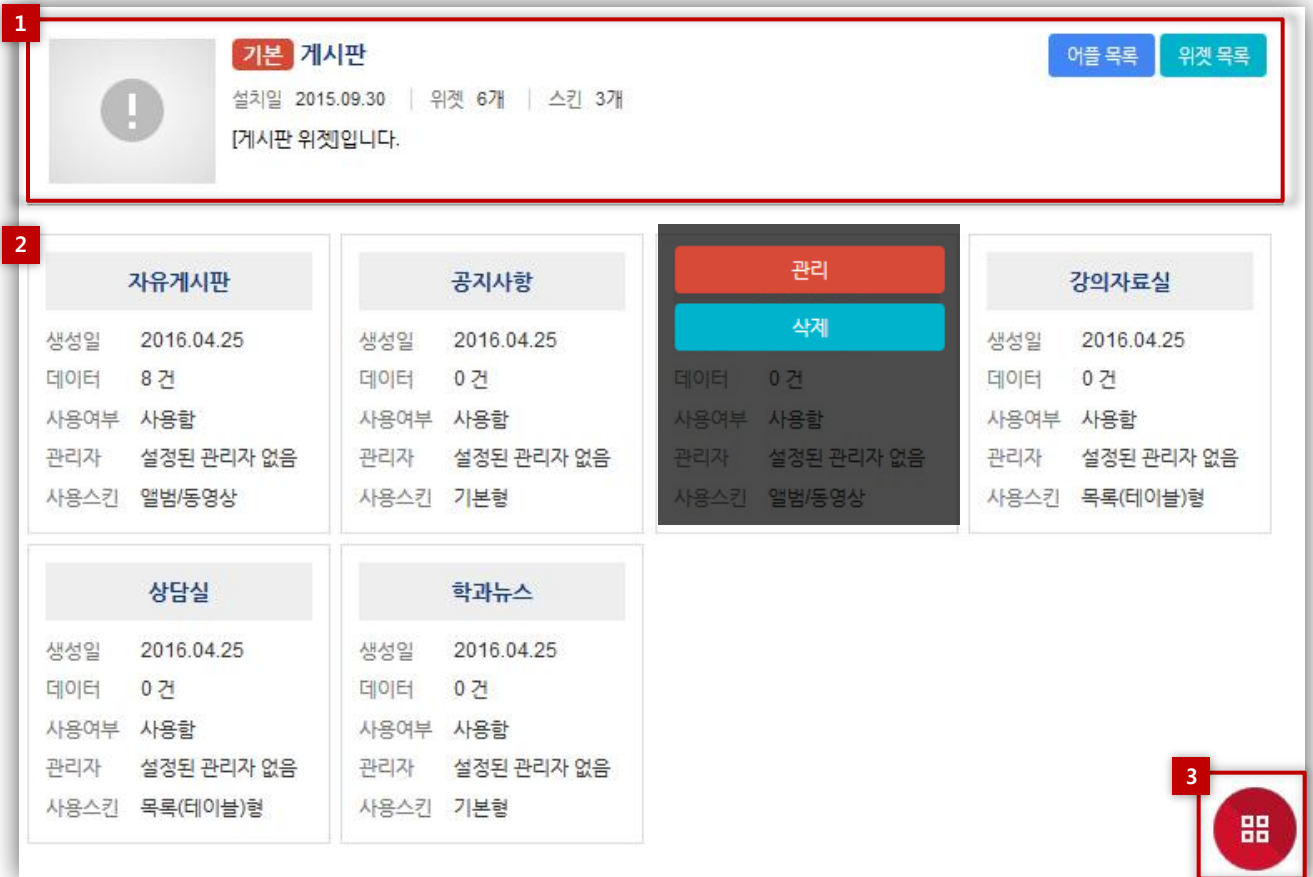 1
기본 게시판
어플 목록 위젯 목록
설치일 2015.09.30 위젯 6개 스킨 3개
[게시판 위젯]입니다.
2
자유게시판
생성일 2016.04.25
데이터 8 건
사용여부 사용함
관리자 설정된 관리자 없음
사용스킨 앨범/동영상
공지사항
생성일 2016.04.25
데이터 0 건
사용여부 사용함
관리자 설정된 관리자 없음
사용스킨 기본형
관리
삭제
데이터 0 건
사용여부 사용함
관리자 설정된 관리자 없음
사용스킨 앨범/동영상
강의자료실
생성일 2016.04.25
데이터 0 건
사용여부 사용함
관리자 설정된 관리자 없음
사용스킨 목록(테이블)형
상담실
생성일 2016.04.25
데이터 0 건
사용여부 사용함
관리자 설정된 관리자 없음
사용스킨 목록(테이블)형
학과뉴스
생성일 2016.04.25
데이터 0 건
사용여부 사용함
관리자 설정된 관리자 없음
사용스킨 기본형
3